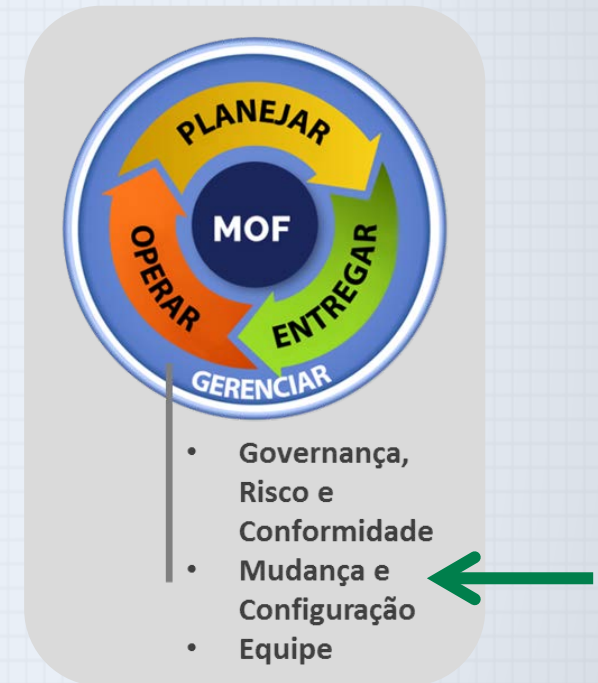 PLANEJAR
MOF
OPERAR
ENTREGAR
GERENCIAR
• Governança,
Risco e
Conformidade
• Mudança e
Configuração
• Equipe